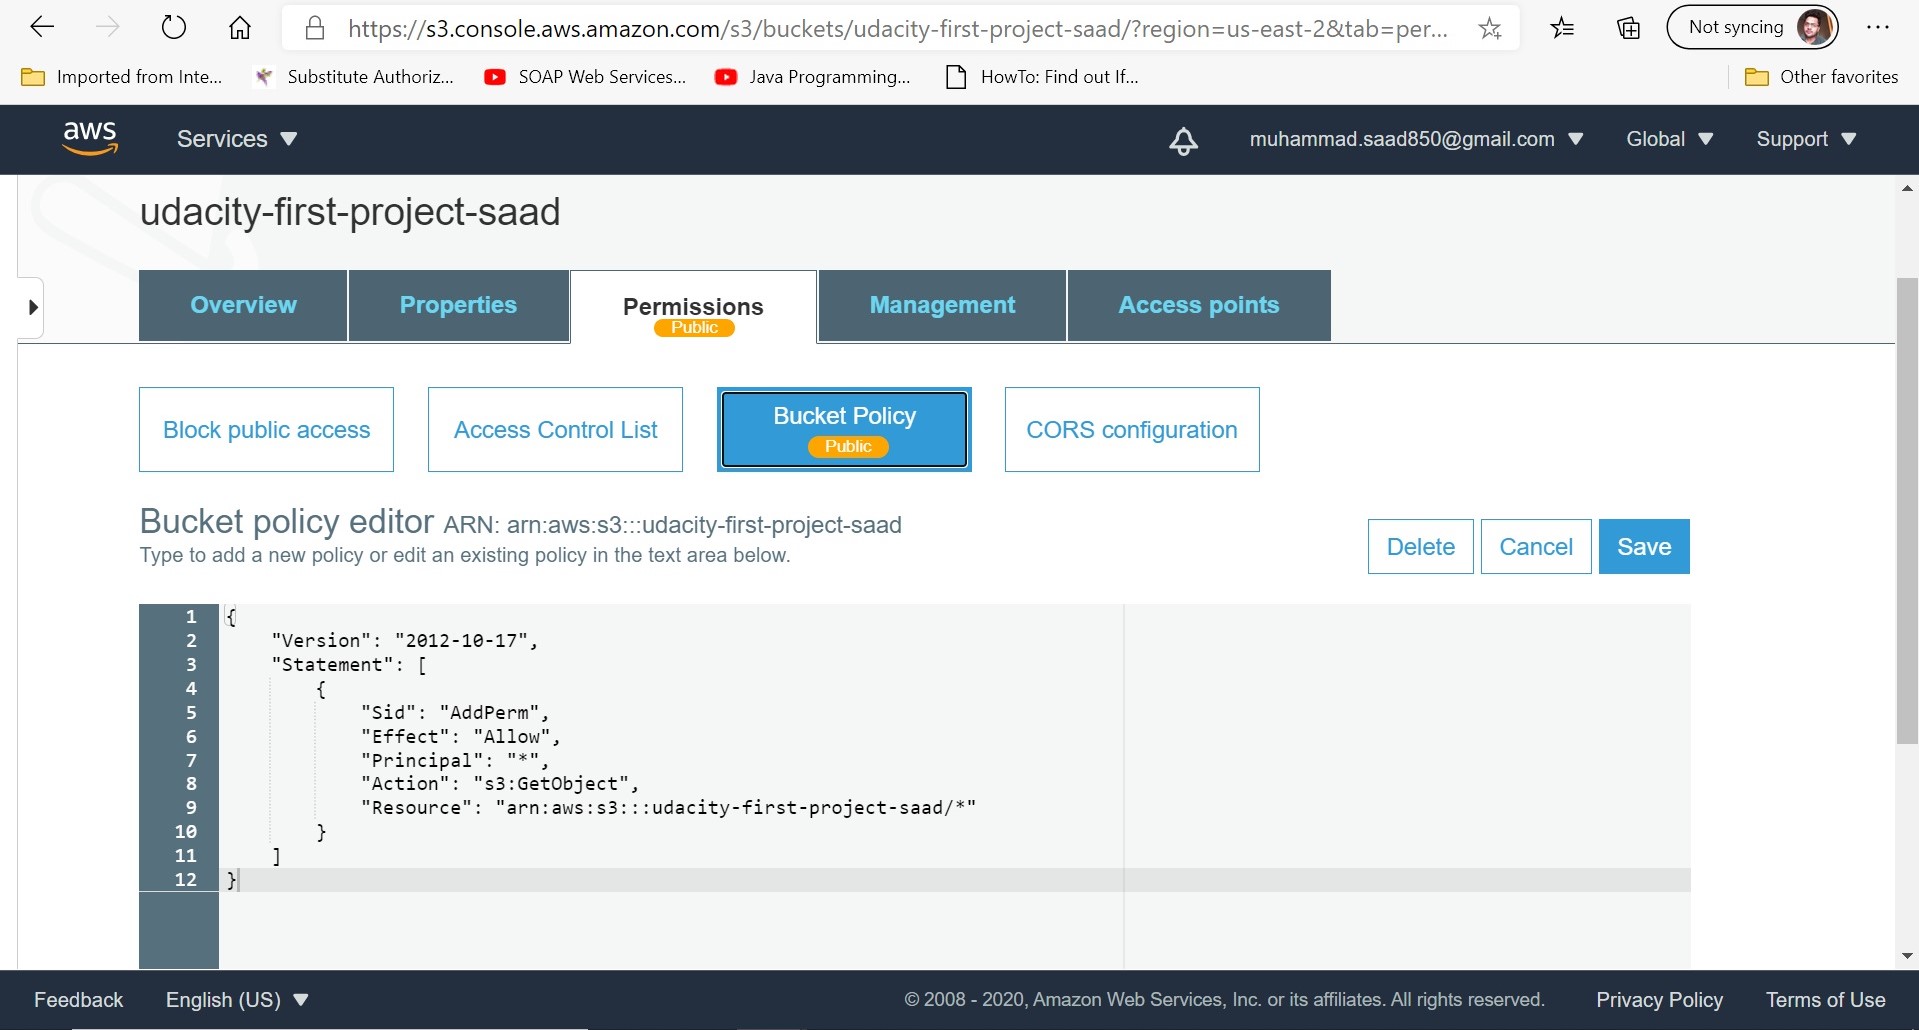 https://s3.console.aws.amazon.com/s3/buckets/udacity-first-project-saad/?region=us-east-2&tab=per...
Not syncing
Imported from Inte...
Substitute Authoriz...
SOAP Web Services...
Java Programming...
HowTo: Find out If...
Other favorites
aws
Services
muhammad.saad850@gmail.com
Global
Support
udacity-first-project-saad
Overview
Properties
Permissions
Public
Management
Access points
Block public access
Access Control List
Bucket Policy
Public
CORS configuration
Bucket policy editor ARN: arn:aws:s3:::udacity-first-project-saad
Type to add a new policy or edit an existing policy in the text area below.
Delete
Cancel
Save
1 {
2     "Version": "2012-10-17",
3     "Statement": [
4         {
5             "Sid": "AddPerm",
6             "Effect": "Allow",
7             "Principal": "*",
8             "Action": "s3:GetObject",
9             "Resource": "arn:aws:s3:::udacity-first-project-saad/*"
10         }
11     ]
12 }
Feedback
English (US)
© 2008 - 2020, Amazon Web Services, Inc. or its affiliates. All rights reserved.
Privacy Policy
Terms of Use